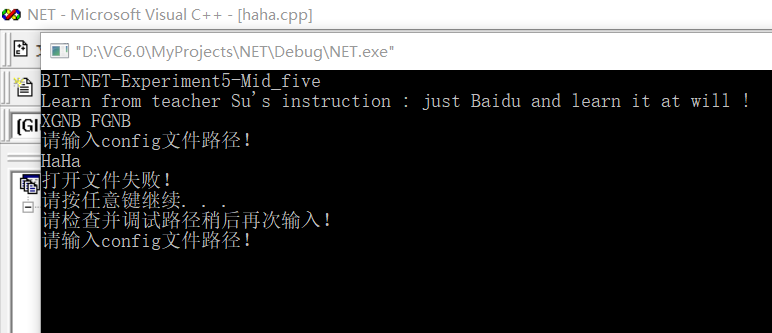 NET - Microsoft Visual C++ - [haha.cpp]
"D:\VC6.0\MyProjects\NET\Debug\NET.exe"
BIT-NET-Experiment5-Mid_five
Learn from teacher Su's instruction : just Baidu and learn it at will !
XGNB FGNB
请输入config文件路径!
HaHa
打开文件失败!
请按任意键继续. . .
请检查并调试路径稍后再次输入!
请输入config文件路径!